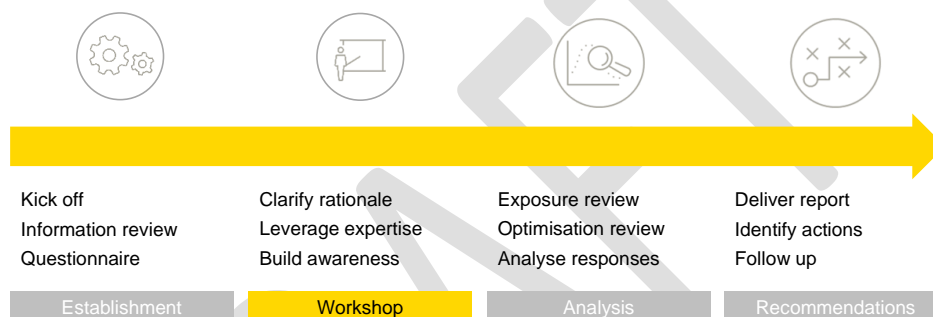 Kick off
Information review
Questionnaire
Clarify rationale
Leverage expertise
Build awareness
Exposure review
Optimisation review
Analyse responses
Deliver report
Identify actions
Follow up
Establishment
Workshop
Analysis
Recommendations